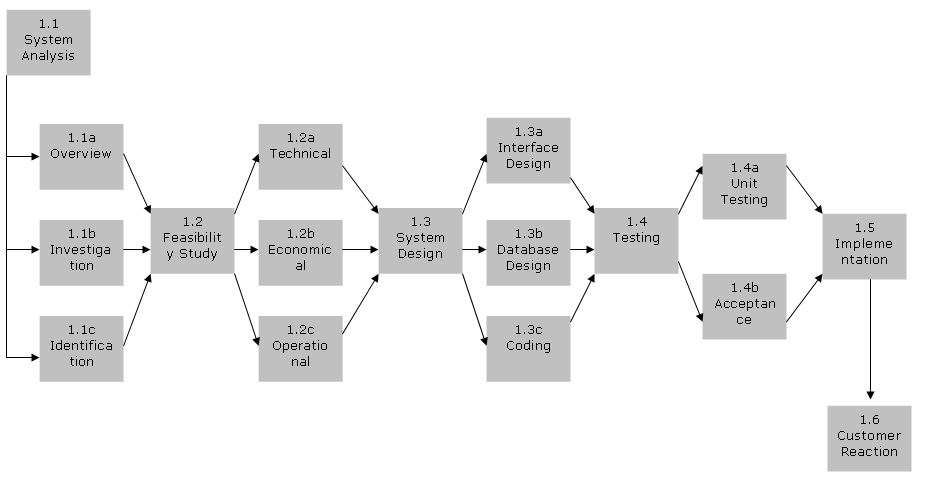 1.1
System
Analysis
1.1a
Overview
1.1b
Investiga
tion
1.1c
Identifica
tion
1.2
Feasibilit
y Study
1.2a
Technical
1.2b
Economic
al
1.2c
Operatio
nal
1.3
System
Design
1.3a
Interface
Design
1.3b
Database
Design
1.3c
Coding
1.4
Testing
1.4a
Unit
Testing
1.4b
Acceptan
ce
1.5
Impleme
ntation
1.6
Customer
Reaction